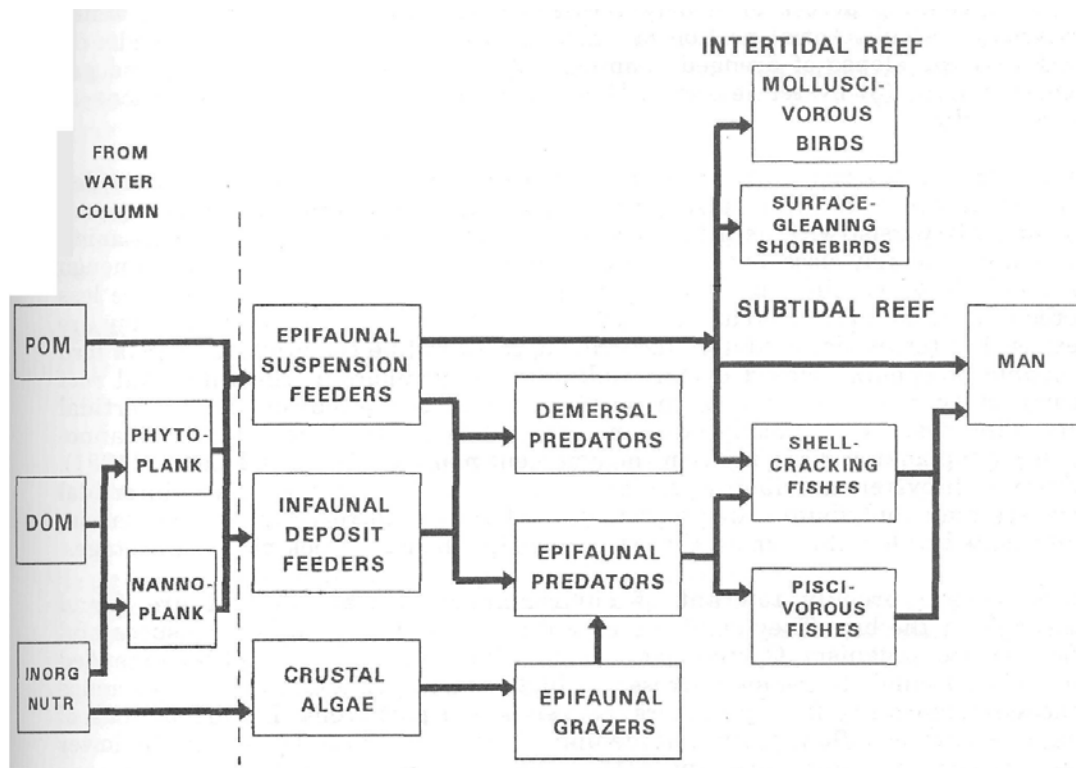 INTERTIDAL REEF
MOLLUSCI-
VOROUS
BIRDS
FROM
WATER
COLUMN
SURFACE-
GLEANING
SHOREBIRDS
SUBTIDAL REEF
POM
EPIFAUNAL
SUSPENSION
FEEDERS
MAN
PHYTO-
PLANK
DEMERSAL
PREDATORS
SHELL-
CRACKING
FISHES
DOM
INFAUNAL
DEPOSIT
FEEDERS
NANNO-
PLANK
EPIFAUNAL
PREDATORS
PISCI-
VOROUS
FISHES
INORG
NUTR
CRUSTAL
ALGAE
EPIFAUNAL
GRAZERS